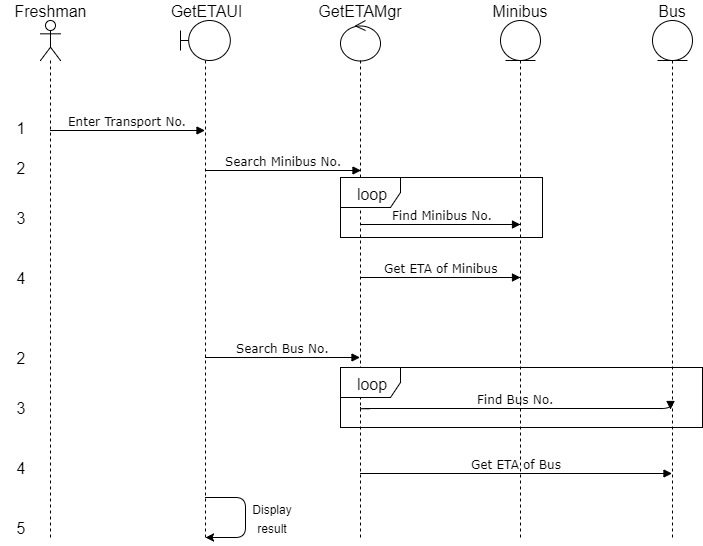 Freshman GetETAUI GetETAMgr Minibus Bus
1 Enter Transport No.
2 Search Minibus No.
loop
3 Find Minibus No.
4 Get ETA of Minibus
2 Search Bus No.
loop
3 Find Bus No.
4 Get ETA of Bus
Display
5 result